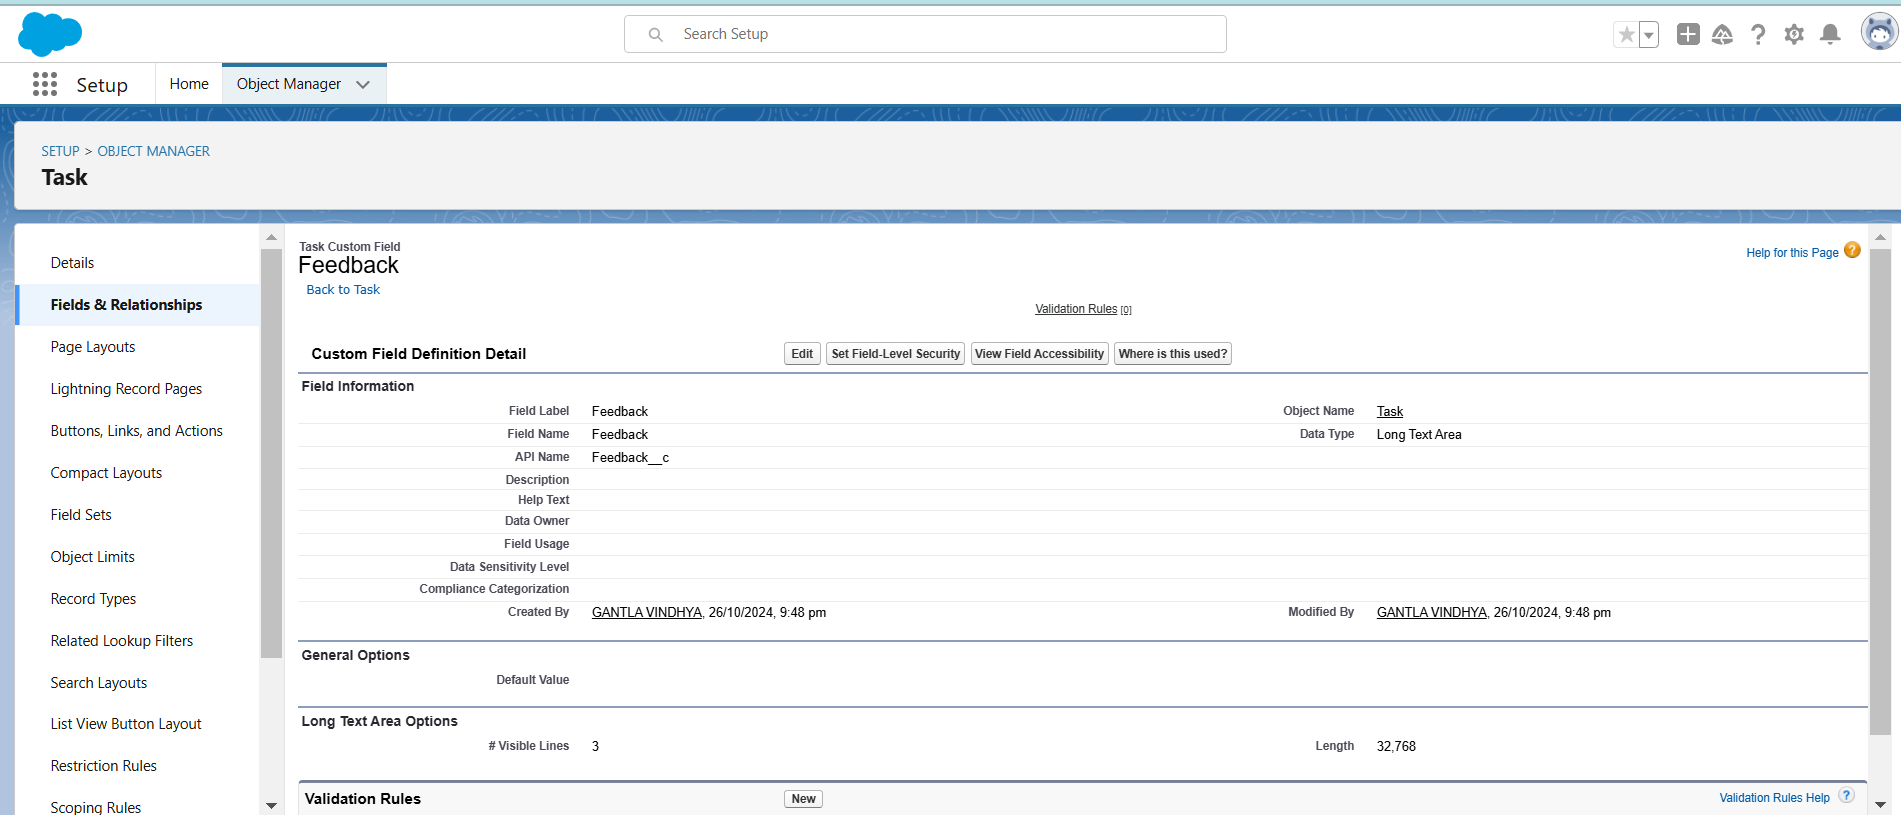 Search Setup
Setup
Home
Object Manager
SETUP > OBJECT MANAGER
Task
Details
Fields & Relationships
Page Layouts
Lightning Record Pages
Buttons, Links, and Actions
Compact Layouts
Field Sets
Object Limits
Record Types
Related Lookup Filters
Search Layouts
List View Button Layout
Restriction Rules
Scoping Rules
Task Custom Field
Feedback
Back to Task
Help for this Page ?
Validation Rules [0]
Custom Field Definition Detail
Edit
Set Field-Level Security
View Field Accessibility
Where is this used?
Field Information
Field Label Feedback Object Name Task
Field Name Feedback Data Type Long Text Area
API Name Feedback__c
Description
Help Text
Data Owner
Field Usage
Data Sensitivity Level
Compliance Categorization
Created By GANTLA VINDHYA, 26/10/2024, 9:48 pm Modified By GANTLA VINDHYA, 26/10/2024, 9:48 pm
General Options
Default Value
Long Text Area Options
# Visible Lines 3 Length 32,768
Validation Rules New Validation Rules Help ?